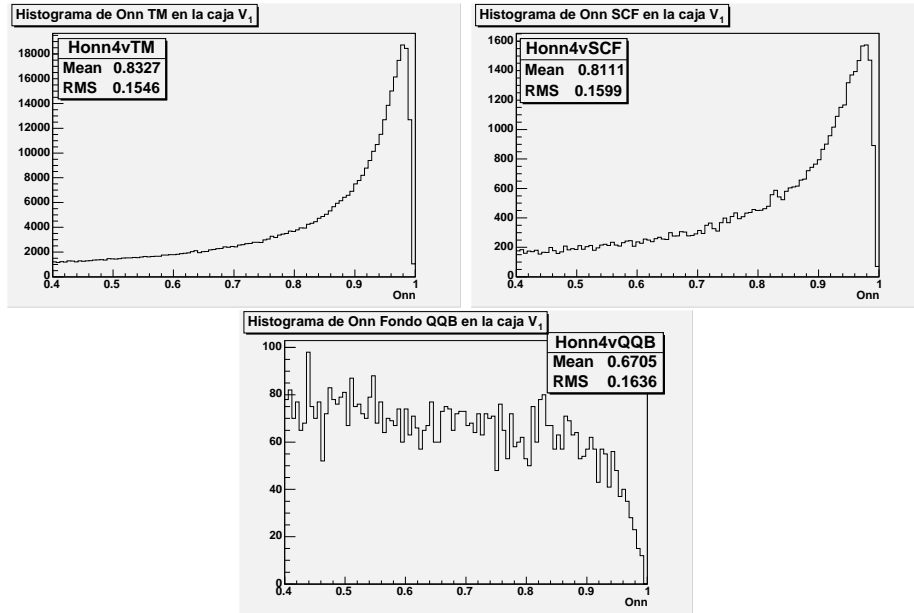 Histograma de Onn TM en la caja V₁
Honn4vTM
Mean 0.8327
RMS 0.1546
18000
16000
14000
12000
10000
8000
6000
4000
2000
0
0.4 0.5 0.6 0.7 0.8 0.9 1
Onn
Histograma de Onn SCF en la caja V₁
Honn4vSCF
Mean 0.8111
RMS 0.1599
1600
1400
1200
1000
800
600
400
200
0
0.4 0.5 0.6 0.7 0.8 0.9 1
Onn
Histograma de Onn Fondo QQB en la caja V₁
Honn4vQQB
Mean 0.6705
RMS 0.1636
100
80
60
40
20
0
0.4 0.5 0.6 0.7 0.8 0.9 1
Onn